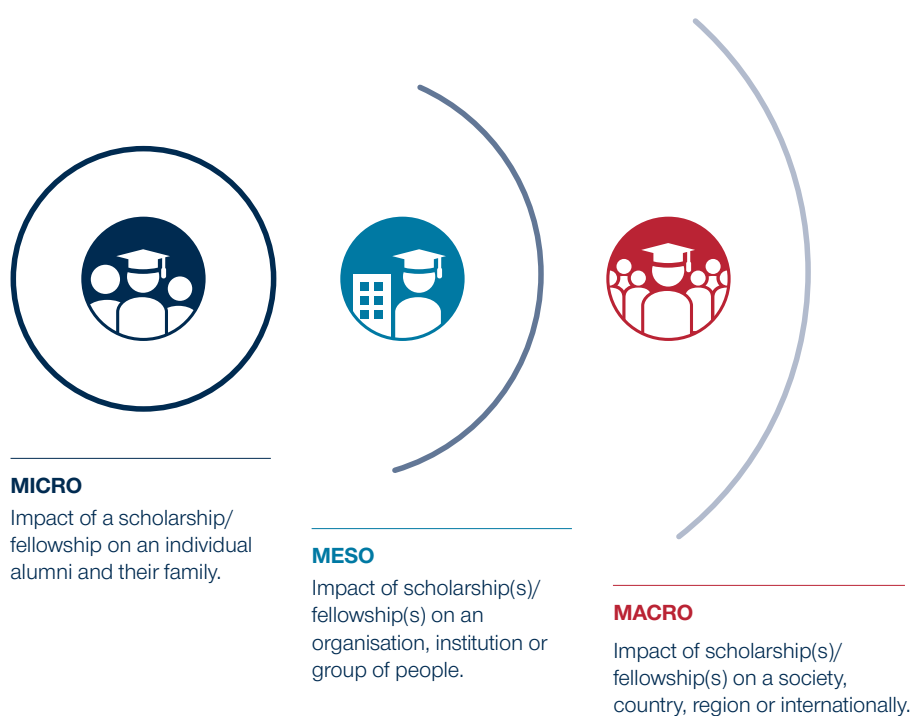 MICRO
Impact of a scholarship/
fellowship on an individual
alumni and their family.
MESO
Impact of scholarship(s)/
fellowship(s) on an
organisation, institution or
group of people.
MACRO
Impact of scholarship(s)/
fellowship(s) on a society,
country, region or internationally.